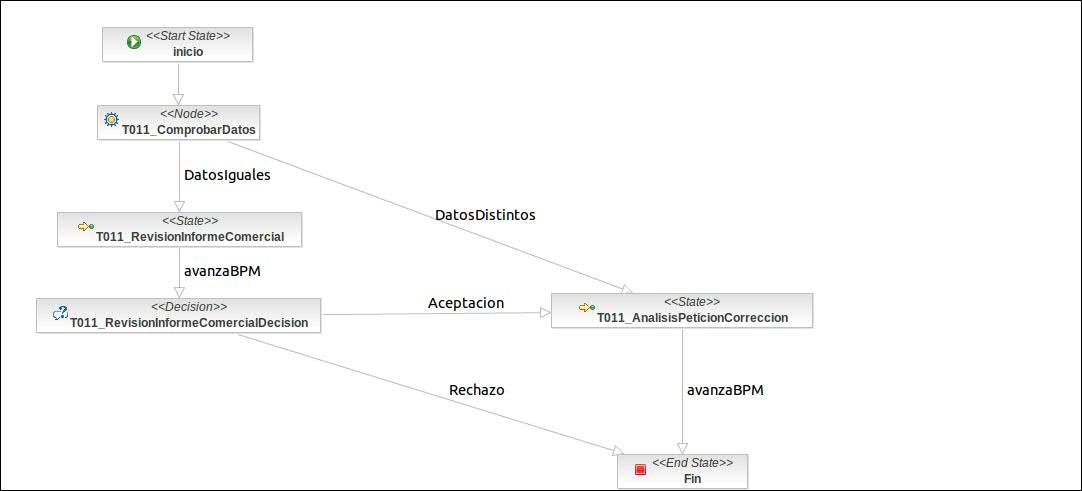 <<Start State>>
inicio
<<Node>>
T011_ComprobarDatos
DatosIguales
DatosDistintos
<<State>>
T011_RevisionInformeComercial
avanzaBPM
<<Decision>>
T011_RevisionInformeComercialDecision
Aceptacion
<<State>>
T011_AnalisisPeticionCorreccion
Rechazo
avanzaBPM
<<End State>>
Fin